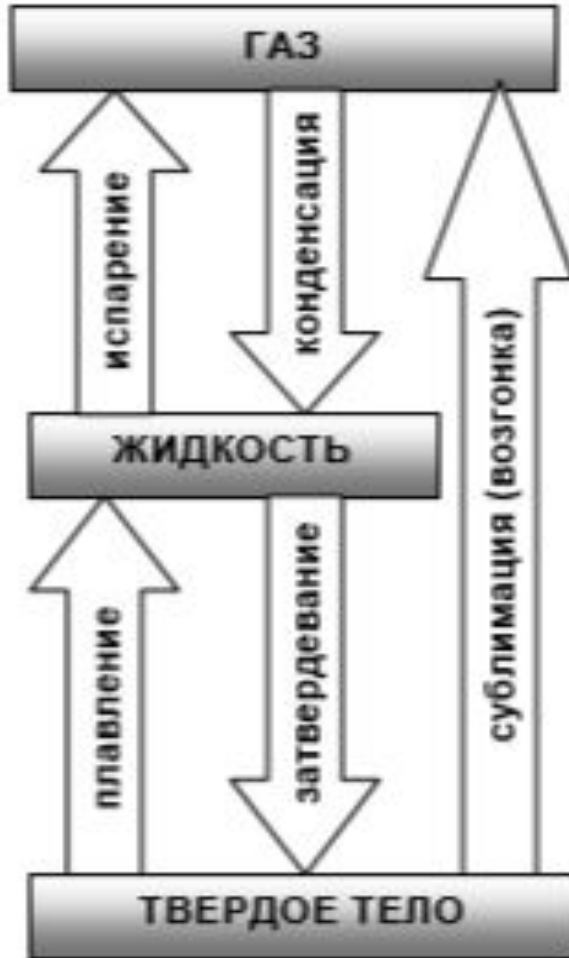 ГАЗ
испарение
конденсация
сублимация (возгонка)
ЖИДКОСТЬ
плавление
затвердевание
ТВЕРДОЕ ТЕЛО